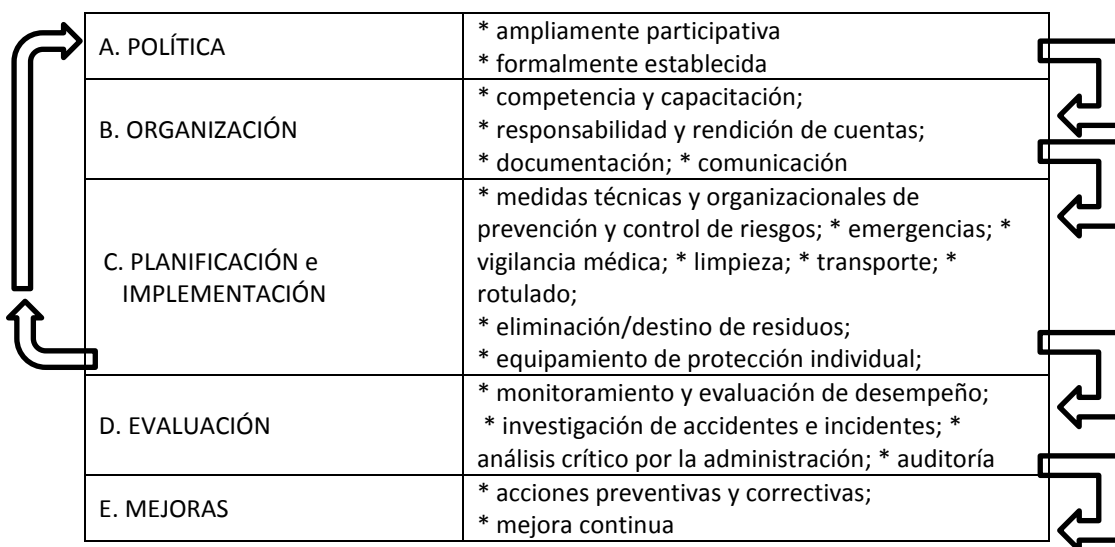 A. POLÍTICA
* ampliamente participativa
* formalmente establecida
B. ORGANIZACIÓN
* competencia y capacitación;
* responsabilidad y rendición de cuentas;
* documentación; * comunicación
C. PLANIFICACIÓN e
IMPLEMENTACIÓN
* medidas técnicas y organizacionales de
prevención y control de riesgos; * emergencias; *
vigilancia médica; * limpieza; * transporte; *
rotulado;
* eliminación/destino de residuos;
* equipamiento de protección individual;
D. EVALUACIÓN
* monitoramiento y evaluación de desempeño;
* investigación de accidentes e incidentes; *
análisis crítico por la administración; * auditoría
E. MEJORAS
* acciones preventivas y correctivas;
* mejora continua